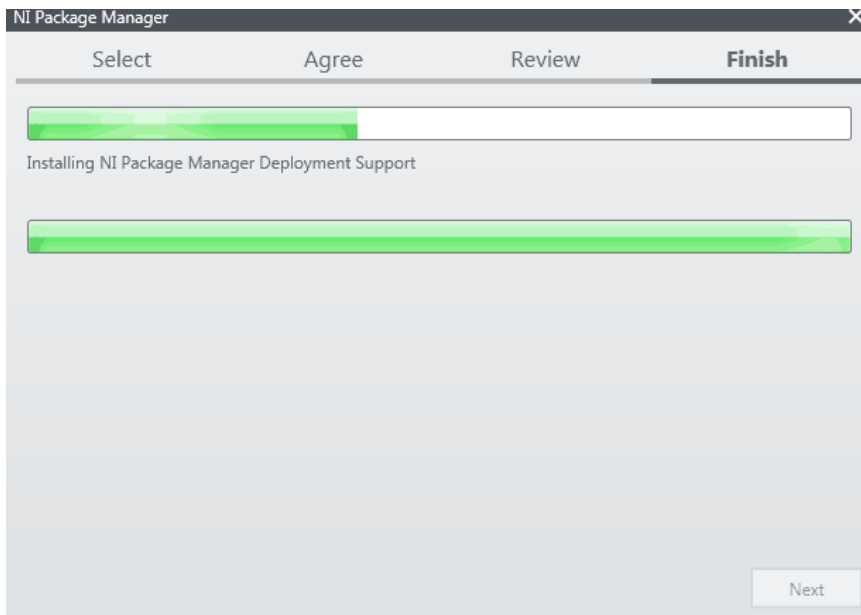 NI Package Manager
Select Agree Review Finish
Installing NI Package Manager Deployment Support
Next